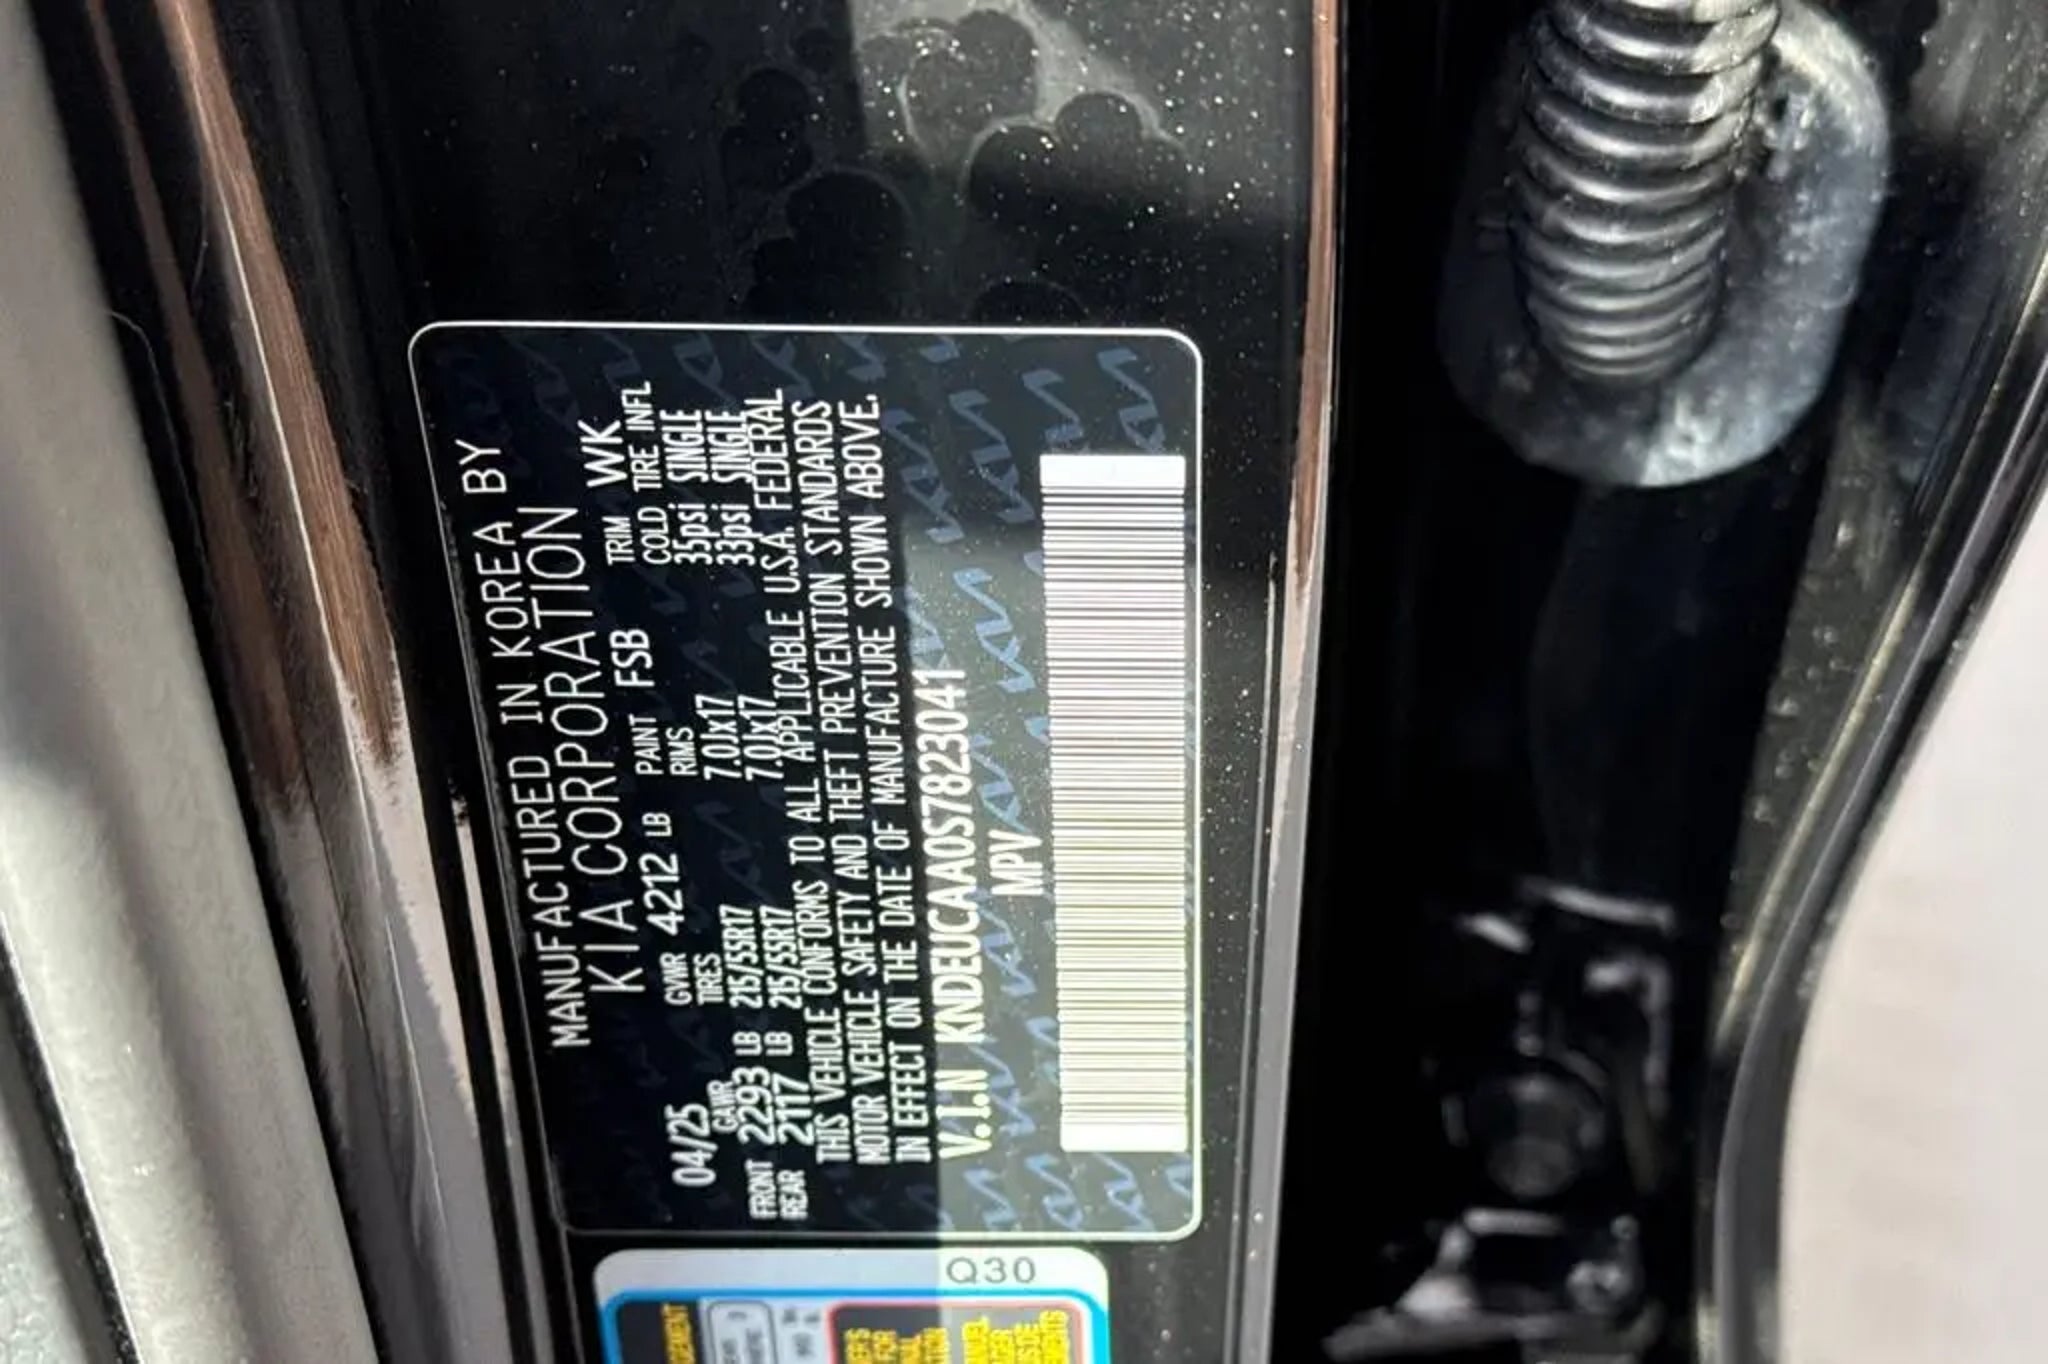 MANUFACTURED IN KOREA BY
KIA CORPORATION
04/25 GVWR 4212 LB PAINT FSB TRIM WK
GAWR TIRES RIMS COLD TIRE INFL
FRONT 2293 LB 215/55R17 7.0Jx17 35psi SINGLE
REAR 2117 LB 215/55R17 7.0Jx17 33psi SINGLE
THIS VEHICLE CONFORMS TO ALL APPLICABLE U.S.A. FEDERAL
MOTOR VEHICLE SAFETY AND THEFT PREVENTION STANDARDS
IN EFFECT ON THE DATE OF MANUFACTURE SHOWN ABOVE.
V.I.N KNDEUCAA0S7823041
MPV
Q30